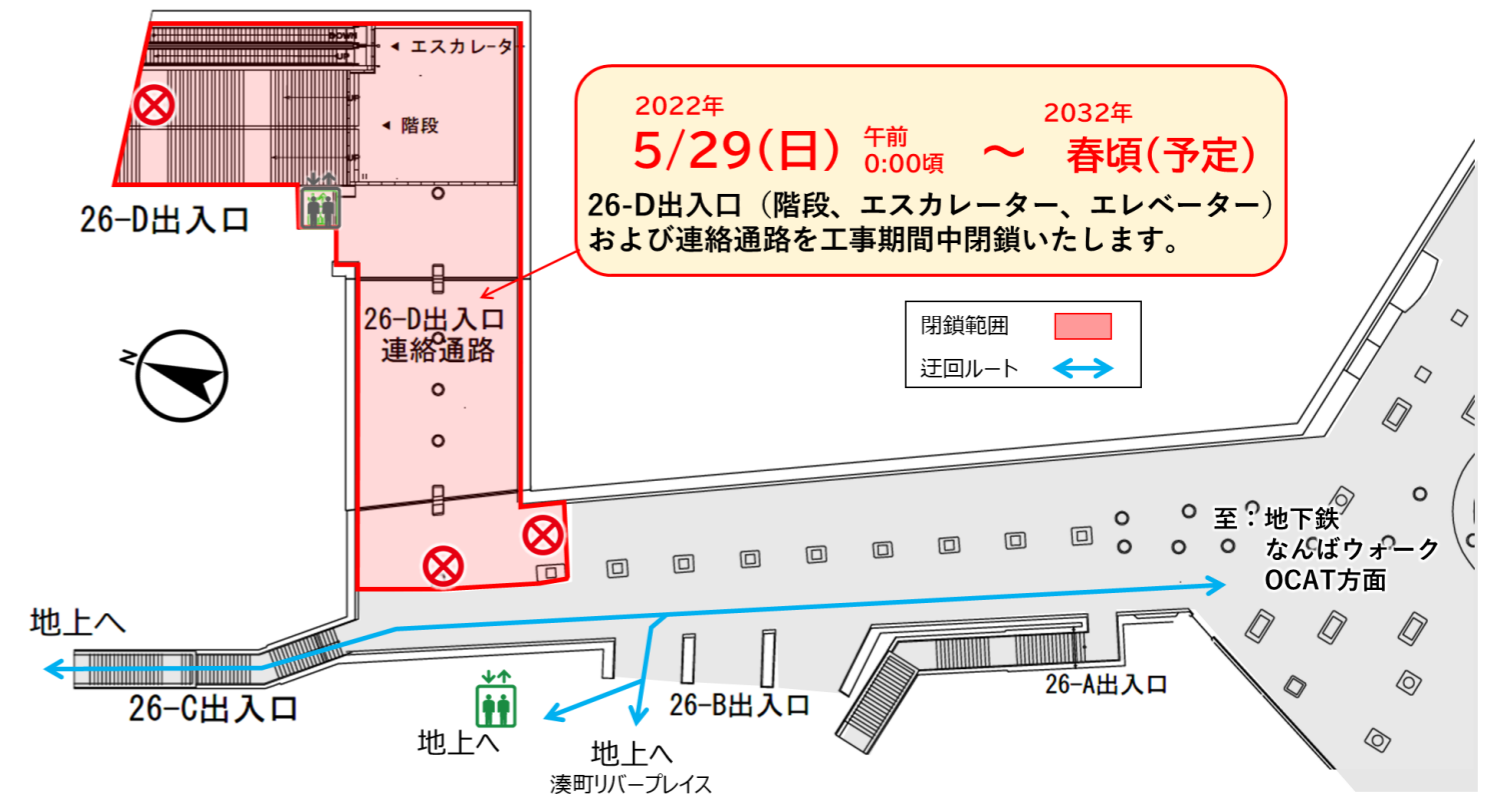 DOWN
UP
◀ エスカレーター
UP
◀ 階段
UP
26-D出入口
2022年
5/29(日) 午前 0:00頃 ～ 2032年 春頃(予定)
26-D出入口（階段、エスカレーター、エレベーター）
および連絡通路を工事期間中閉鎖いたします。
26-D出入口
連絡通路
閉鎖範囲
迂回ルート
N
至：地下鉄
なんばウォーク
OCAT方面
地上へ
26-C出入口
地上へ
地上へ
湊町リバープレイス
26-B出入口
26-A出入口